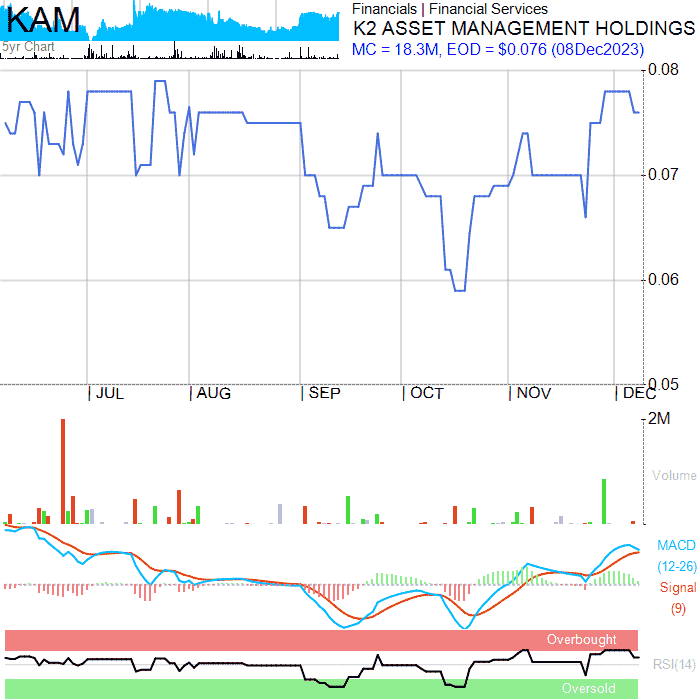 KAM
5yr Chart
Financials | Financial Services
K2 ASSET MANAGEMENT HOLDINGS
MC = 18.3M, EOD = $0.076 (08Dec2023)
0.08
0.07
0.06
0.05
JUL AUG SEP OCT NOV DEC
2M
Volume
MACD
(12-26)
Signal
(9)
Overbought
RSI(14)
Oversold